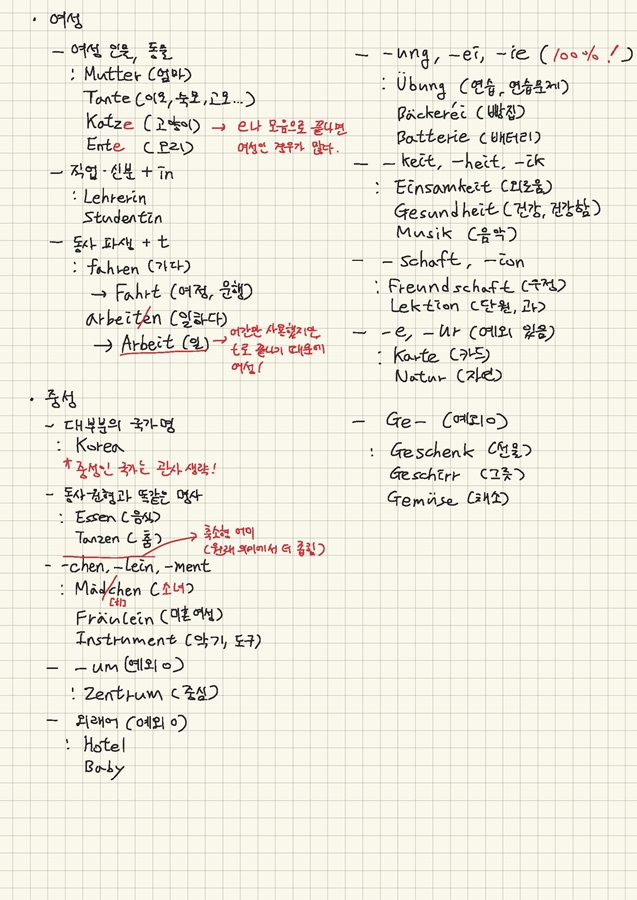 · 여성
– 여성 인물, 동물
: Mutter (엄마)
Tante (이모, 숙모, 고모...)
Katze (고양이) → e나 모음으로 끝나면
Ente (오리) 여성인 경우가 많다.
– 직업·신분 + in
: Lehrerin
Studentin
– 동사 파생 + t
: fahren (가다)
→ Fahrt (여정, 운행)
arbeiten (일하다)
→ Arbeit (일) → 어간만 사용했지만,
t로 끝나기 때문에
여성!
– -ung, -ei, -ie (100%!)
: Übung (연습, 연습문제)
Bäckerei (빵집)
Batterie (배터리)
– -keit, -heit, -ik
: Einsamkeit (외로움)
Gesundheit (건강, 건강함)
Musik (음악)
– -schaft, -ion
: Freundschaft (우정)
Lektion (단원, 과)
– -e, -ur (예외 있음)
: Karte (카드)
Natur (자연)
· 중성
– 대부분의 국가명
: Korea
* 중성인 국가는 관사 생략!
– 동사원형과 똑같은 명사
: Essen (음식)
Tanzen (춤)
→ 축소형 어미
(원래 의미에서 더 좁힘)
– -chen, -lein, -ment
: Mäd/chen (소녀)
Fräulein (미혼 여성)
Instrument (악기, 도구)
– -um (예외 o)
: Zentrum (중심)
– 외래어 (예외 o)
: Hotel
Baby
– Ge- (예외 o)
: Geschenk (선물)
Geschirr (그릇)
Gemüse (채소)